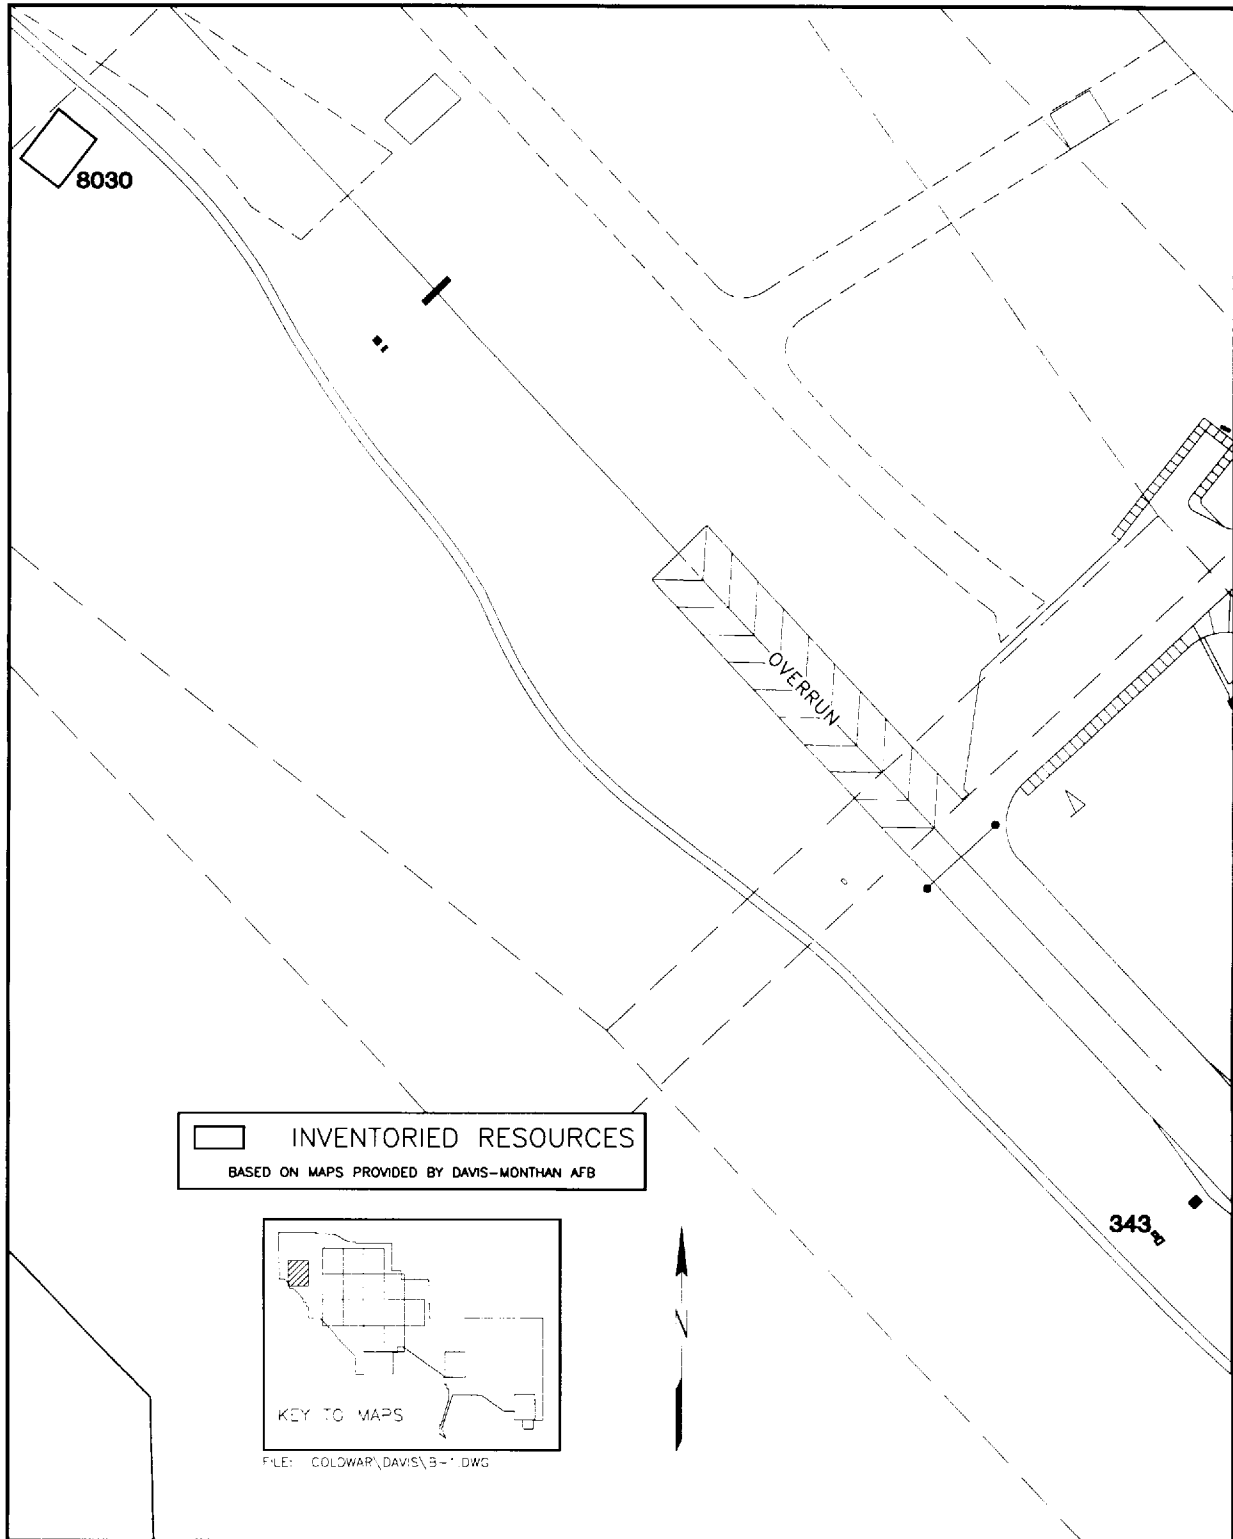 8030
OVERRUN
INVENTORIED RESOURCES
BASED ON MAPS PROVIDED BY DAVIS-MONTHAN AFB
343
KEY TO MAPS
N
FILE: COLDWAR\DAVIS\B-1.DWG